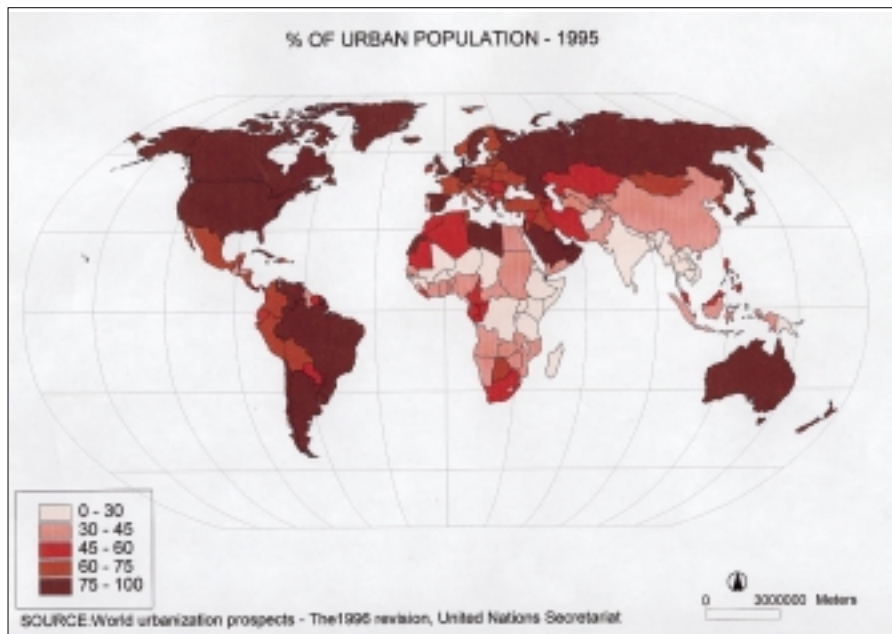 % OF URBAN POPULATION - 1995
0 - 30
30 - 45
45 - 60
60 - 75
75 - 100
0 3000000 Meters
SOURCE:World urbanization prospects - The1996 revision, United Nations Secretariat